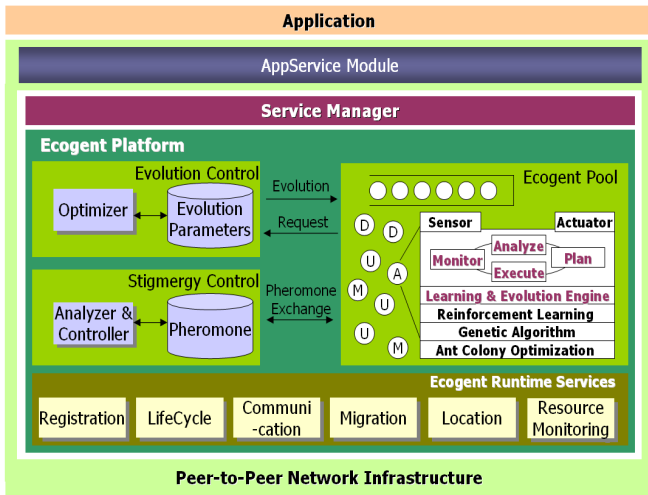 Application
AppService Module
Service Manager
Ecogent Platform
Evolution Control
Optimizer
Evolution
Parameters
Evolution
Request
Stigmergy Control
Analyzer &
Controller
Pheromone
Pheromone
Exchange
Ecogent Pool
D
D
U
A
M
U
U
M
Sensor
Actuator
Analyze
Monitor
Plan
Execute
Learning & Evolution Engine
Reinforcement Learning
Genetic Algorithm
Ant Colony Optimization
Ecogent Runtime Services
Registration
LifeCycle
Communi
-cation
Migration
Location
Resource
Monitoring
Peer-to-Peer Network Infrastructure